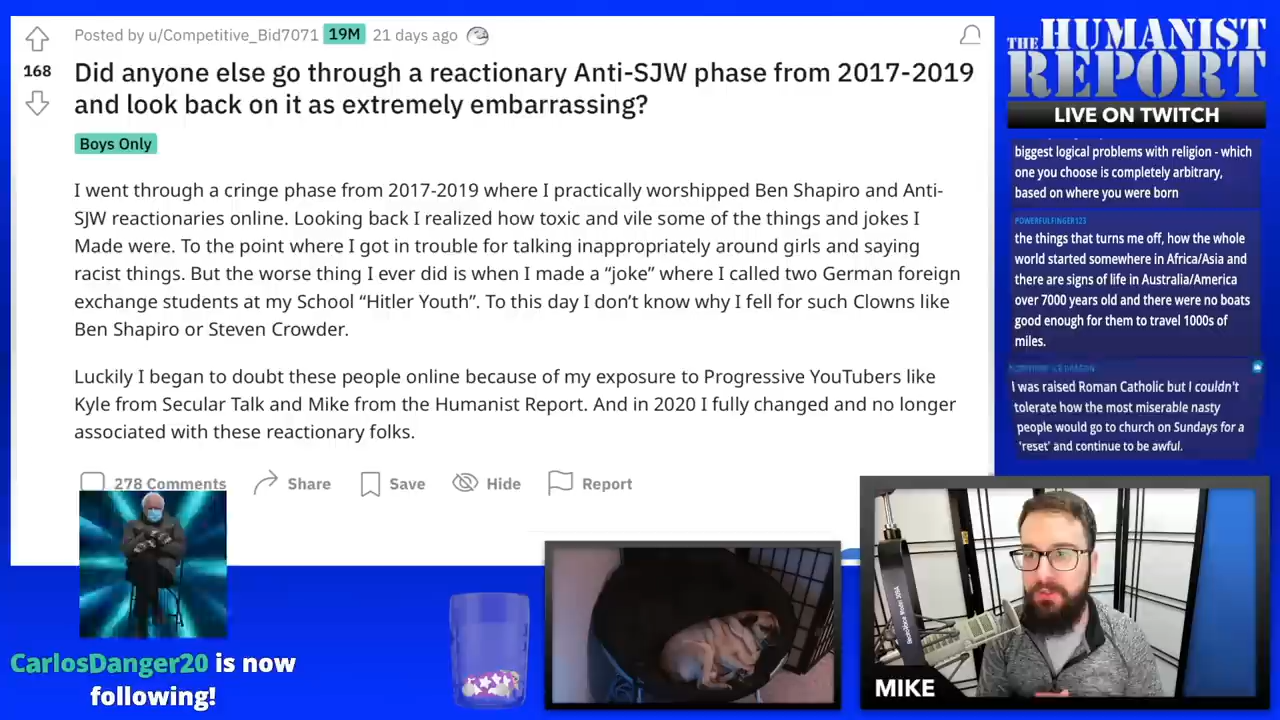 Posted by u/Competitive_Bid7071 19M 21 days ago
168
Did anyone else go through a reactionary Anti-SJW phase from 2017-2019
and look back on it as extremely embarrassing?
Boys Only
I went through a cringe phase from 2017-2019 where I practically worshipped Ben Shapiro and Anti-
SJW reactionaries online. Looking back I realized how toxic and vile some of the things and jokes I
Made were. To the point where I got in trouble for talking inappropriately around girls and saying
racist things. But the worse thing I ever did is when I made a “joke” where I called two German foreign
exchange students at my School “Hitler Youth”. To this day I don’t know why I fell for such Clowns like
Ben Shapiro or Steven Crowder.
Luckily I began to doubt these people online because of my exposure to Progressive YouTubers like
Kyle from Secular Talk and Mike from the Humanist Report. And in 2020 I fully changed and no longer
associated with these reactionary folks.
278 Comments Share Save Hide Report
CarlosDanger20 is now
following!
THE HUMANIST
REPORT
LIVE ON TWITCH
biggest logical problems with religion - which
one you choose is completely arbitrary,
based on where you were born
POWERFULFINGER123
the things that turns me off, how the whole
world started somewhere in Africa/Asia and
there are signs of life in Australia/America
over 7000 years old and there were no boats
good enough for them to travel 1000s of
miles.
I was raised Roman Catholic but I couldn't
tolerate how the most miserable nasty
people would go to church on Sundays for a
'reset' and continue to be awful.
MIKE